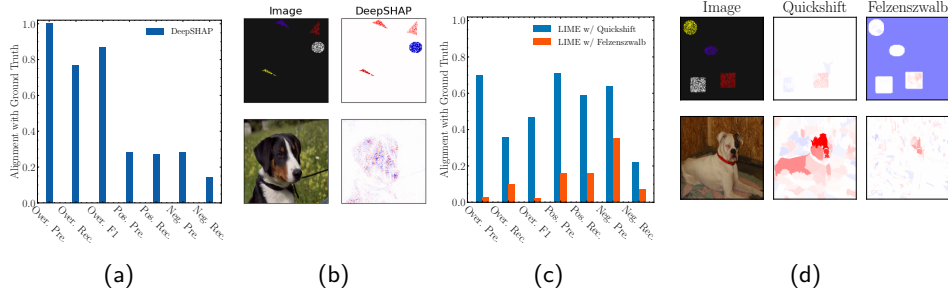 Alignment with Ground Truth
1.0
0.8
0.6
0.4
0.2
0.0
DeepSHAP
Over. Pre.
Over. Rec.
Over. F1
Pos. Pre.
Pos. Rec.
Neg. Pre.
Neg. Rec.
(a)
Image DeepSHAP
(b)
Alignment with Ground Truth
1.0
0.8
0.6
0.4
0.2
0.0
LIME w/ Quickshift
LIME w/ Felzenszwalb
Over. Pre.
Over. Rec.
Over. F1
Pos. Pre.
Pos. Rec.
Neg. Pre.
Neg. Rec.
(c)
Image Quickshift Felzenszwalb
(d)